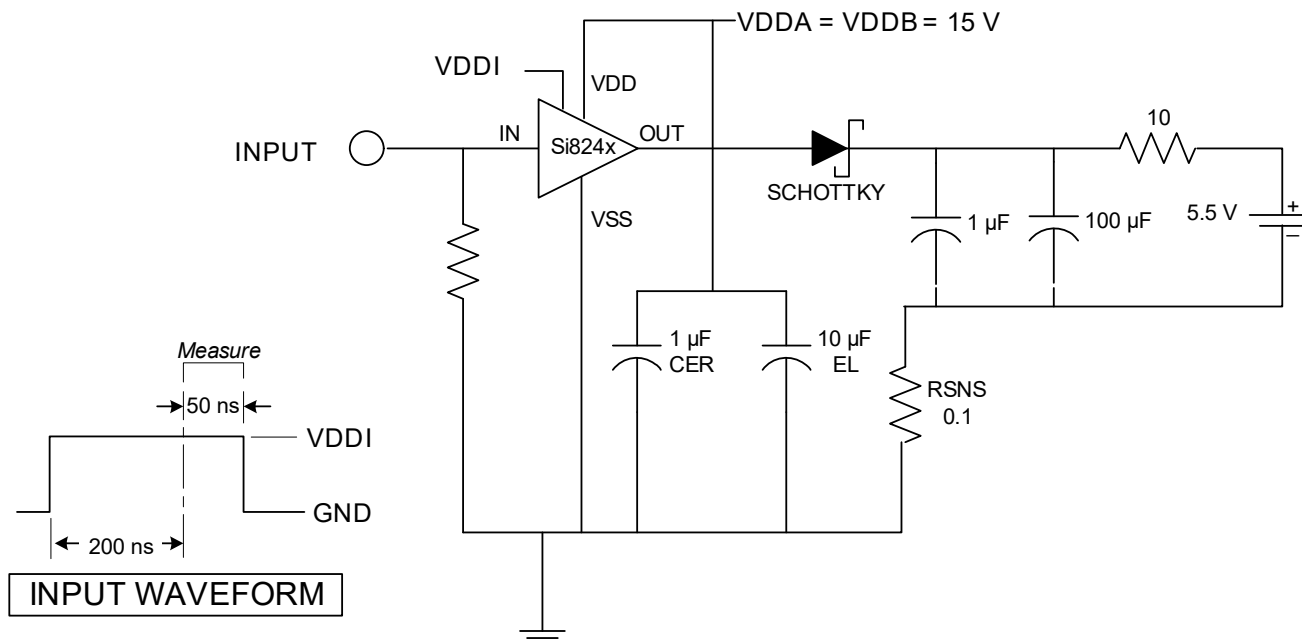 VDDA = VDDB = 15 V
VDDI
VDD
10
INPUT
IN
Si824x
OUT
SCHOTTKY
VSS
1 µF
100 µF
5.5 V
+
–
Measure
1 µF
CER
10 µF
EL
50 ns
RSNS
0.1
VDDI
GND
200 ns
INPUT WAVEFORM